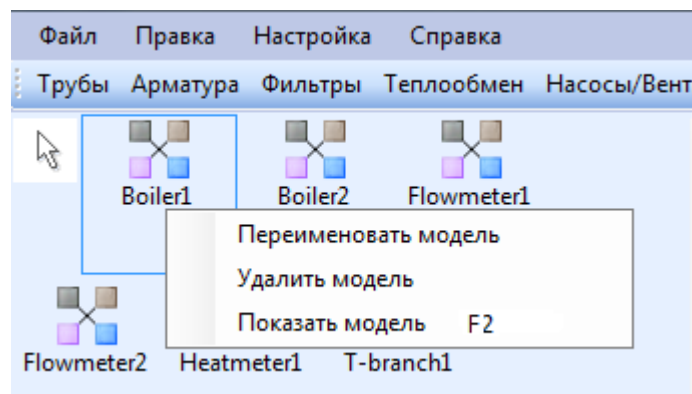 Файл Правка Настройка Справка
Трубы Арматура Фильтры Теплообмен Насосы/Вент
Boiler1 Boiler2 Flowmeter1
Переименовать модель
Удалить модель
Показать модель F2
Flowmeter2 Heatmeter1 T-branch1